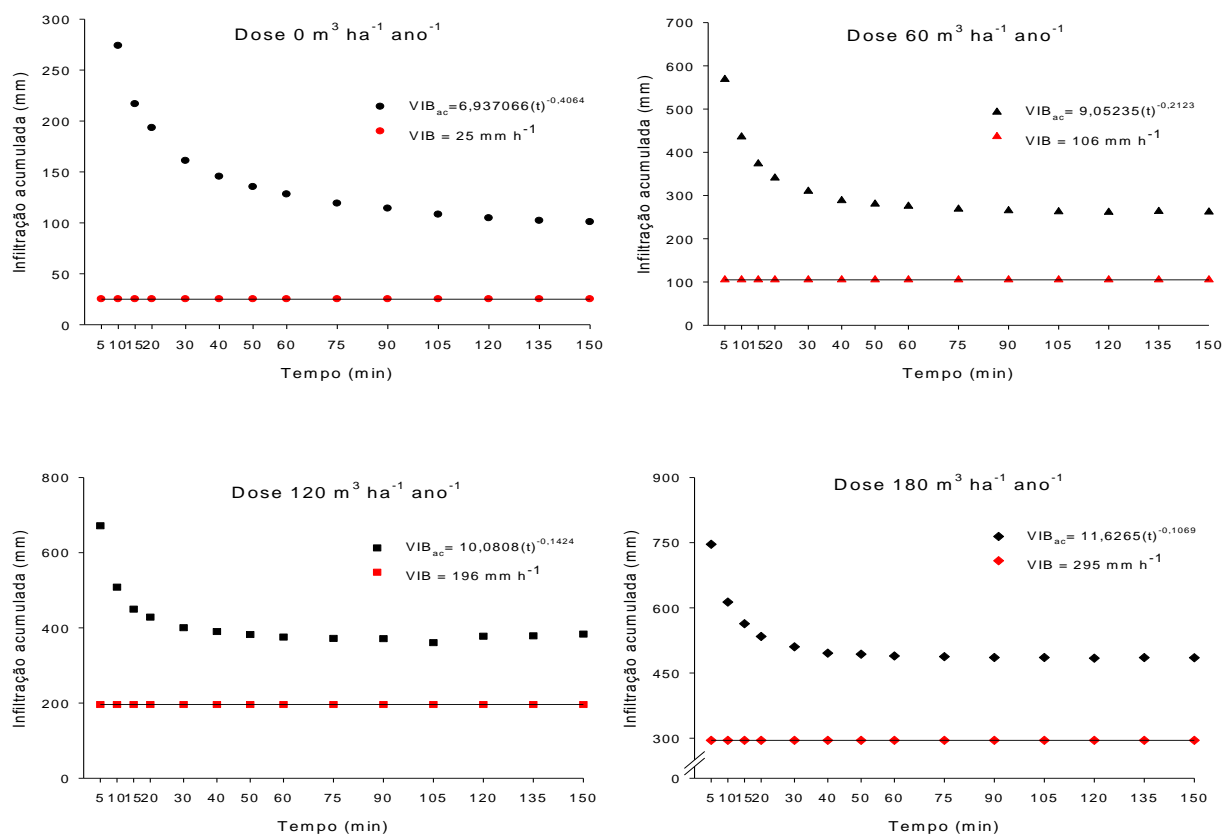 Dose 0 m³ ha⁻¹ ano⁻¹
Infiltração acumulada (mm)
300
250
200
150
100
50
0
VIBac=6,937066(t)⁻⁰,⁴⁰⁶⁴
VIB = 25 mm h⁻¹
5 10 15 20 30 40 50 60 75 90 105 120 135 150
Tempo (min)
Dose 60 m³ ha⁻¹ ano⁻¹
Infiltração acumulada (mm)
700
600
500
400
300
200
100
0
VIBac= 9,05235(t)⁻⁰,²¹²³
VIB = 106 mm h⁻¹
5 10 15 20 30 40 50 60 75 90 105 120 135 150
Tempo (min)
Dose 120 m³ ha⁻¹ ano⁻¹
Infiltração acumulada (mm)
800
600
400
200
0
VIBac= 10,0808(t)⁻⁰,¹⁴²⁴
VIB = 196 mm h⁻¹
5 10 15 20 30 40 50 60 75 90 105 120 135 150
Tempo (min)
Dose 180 m³ ha⁻¹ ano⁻¹
Infiltração acumulada (mm)
900
750
600
450
300
0
VIBac= 11,6265(t)⁻⁰,¹⁰⁶⁹
VIB = 295 mm h⁻¹
5 10 15 20 30 40 50 60 75 90 105 120 135 150
Tempo (min)